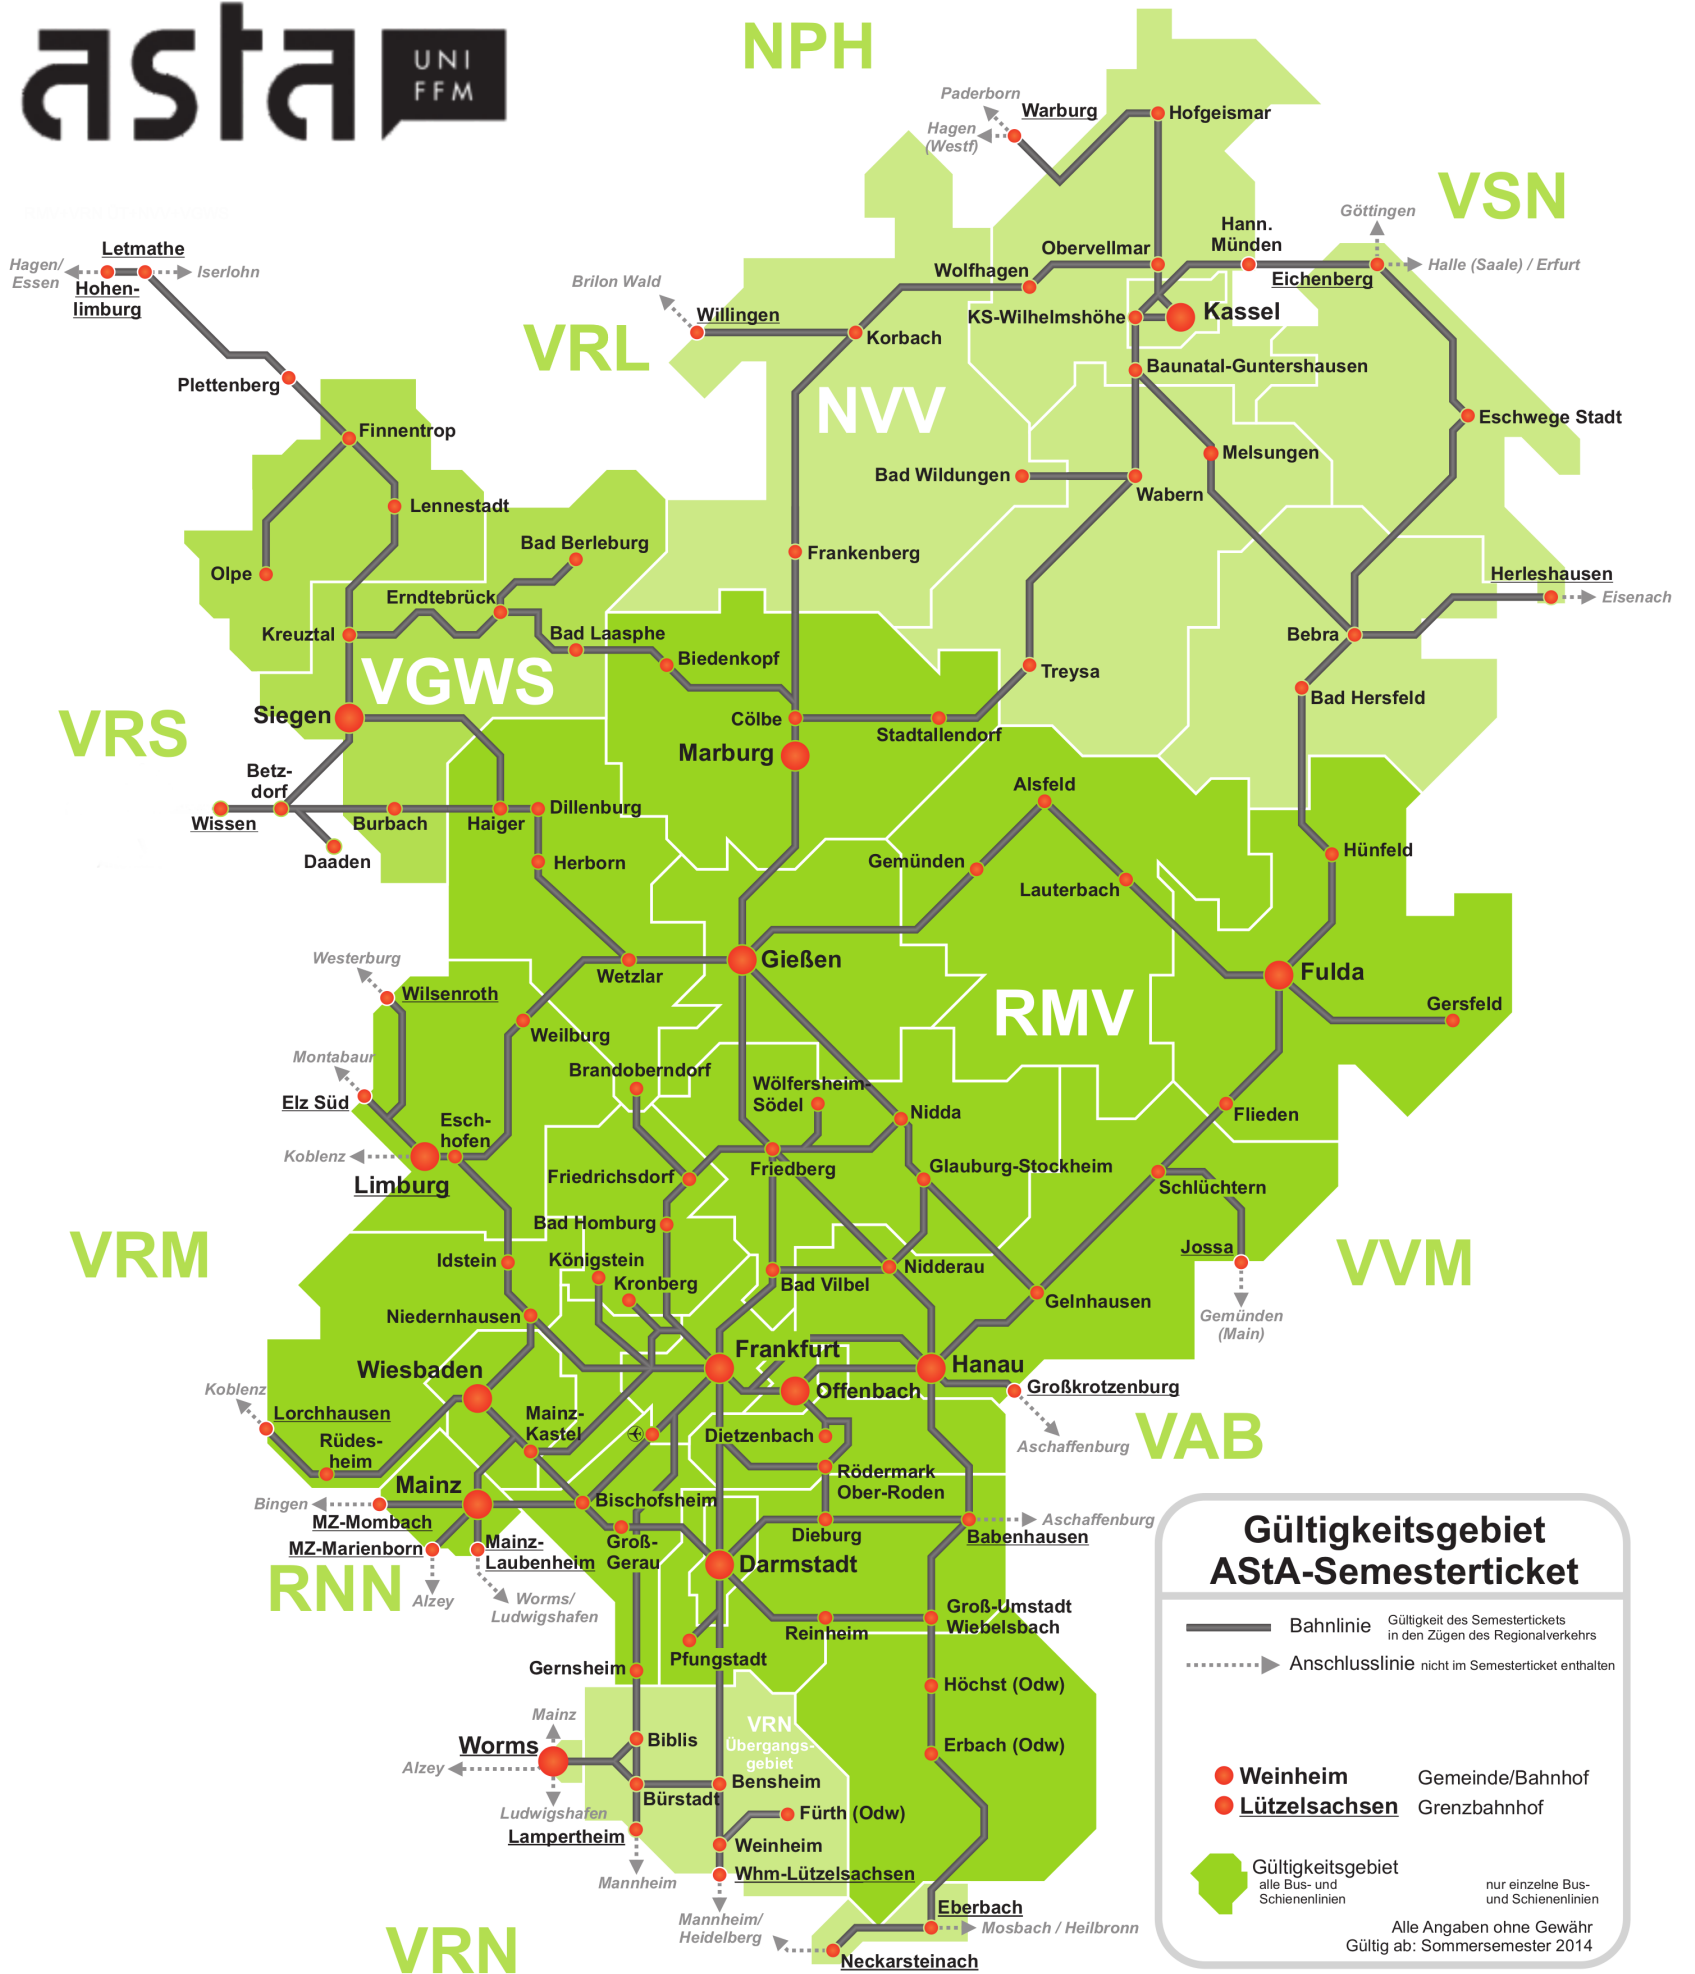 asta
UNI
FFM
NPH
Paderborn
Warburg
Hofgeismar
Hagen
(Westf)
VSN
Göttingen
Hann.
Münden
Letmathe
Hagen/
Essen
Iserlohn
Hohen-
limburg
Obervellmar
Wolfhagen
Eichenberg
Halle (Saale) / Erfurt
Brilon Wald
Willingen
KS-Wilhelmshöhe
Kassel
VRL
Korbach
Plettenberg
Baunatal-Guntershausen
NVV
Eschwege Stadt
Finnentrop
Melsungen
Bad Wildungen
Wabern
Lennestadt
Bad Berleburg
Frankenberg
Olpe
Herleshausen
Erndtebrück
Eisenach
Kreuztal
Bad Laasphe
Bebra
Biedenkopf
Treysa
VGWS
Bad Hersfeld
Siegen
Cölbe
VRS
Stadtallendorf
Marburg
Betz-
dorf
Alsfeld
Wissen
Burbach
Haiger
Dillenburg
Daaden
Herborn
Gemünden
Hünfeld
Lauterbach
Westerburg
Gießen
Wetzlar
Fulda
Wilsenroth
RMV
Gersfeld
Weilburg
Montabaur
Brandoberndorf
Wölfersheim-
Södel
Elz Süd
Nidda
Flieden
Esch-
hofen
Koblenz
Friedberg
Glauburg-Stockheim
Limburg
Friedrichsdorf
Schlüchtern
Bad Homburg
VRM
Idstein
Königstein
Jossa
VVM
Kronberg
Bad Vilbel
Nidderau
Niedernhausen
Gelnhausen
Gemünden
(Main)
Frankfurt
Wiesbaden
Hanau
Koblenz
Offenbach
Großkrotzenburg
Lorchhausen
Mainz-
Kastel
Rüdes-
heim
Dietzenbach
Aschaffenburg
VAB
Mainz
Rödermark
Ober-Roden
Bingen
Bischofsheim
MZ-Mombach
Aschaffenburg
Dieburg
Babenhausen
MZ-Marienborn
Mainz-
Laubenheim
Groß-
Gerau
Darmstadt
RNN
Alzey
Worms/
Ludwigshafen
Groß-Umstadt
Wiebelsbach
Reinheim
Pfungstadt
Gernsheim
Höchst (Odw)
Mainz
VRN
Übergangs-
gebiet
Worms
Biblis
Erbach (Odw)
Alzey
Bensheim
Bürstadt
Ludwigshafen
Fürth (Odw)
Lampertheim
Weinheim
Whm-Lützelsachsen
Mannheim
Eberbach
Mannheim/
Heidelberg
Mosbach / Heilbronn
VRN
Neckarsteinach
Gültigkeitsgebiet
AStA-Semesterticket
Bahnlinie
Gültigkeit des Semestertickets
in den Zügen des Regionalverkehrs
Anschlusslinie nicht im Semesterticket enthalten
Weinheim
Gemeinde/Bahnhof
Lützelsachsen
Grenzbahnhof
Gültigkeitsgebiet
alle Bus- und
Schienenlinien
nur einzelne Bus-
und Schienenlinien
Alle Angaben ohne Gewähr
Gültig ab: Sommersemester 2014